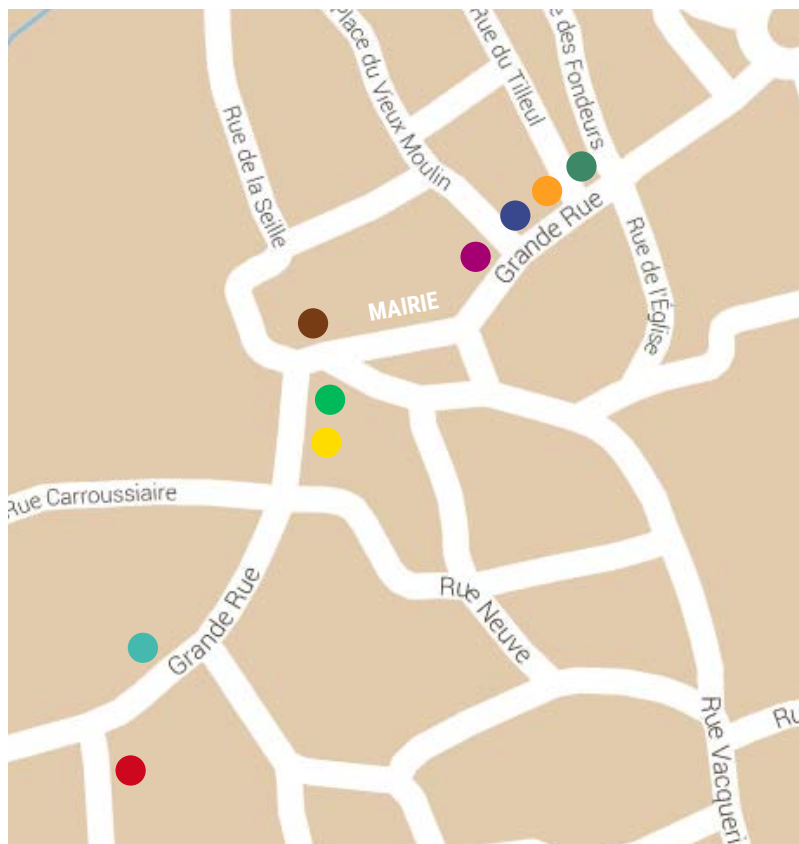 Place du Vieux Moulin
Rue du Tilleul
e des Fondeurs
Rue de la Seille
Grande Rue
Rue de l'Église
MAIRIE
Rue Carroussiaire
Grande Rue
Rue Neuve
Rue Vacqueri
Ru